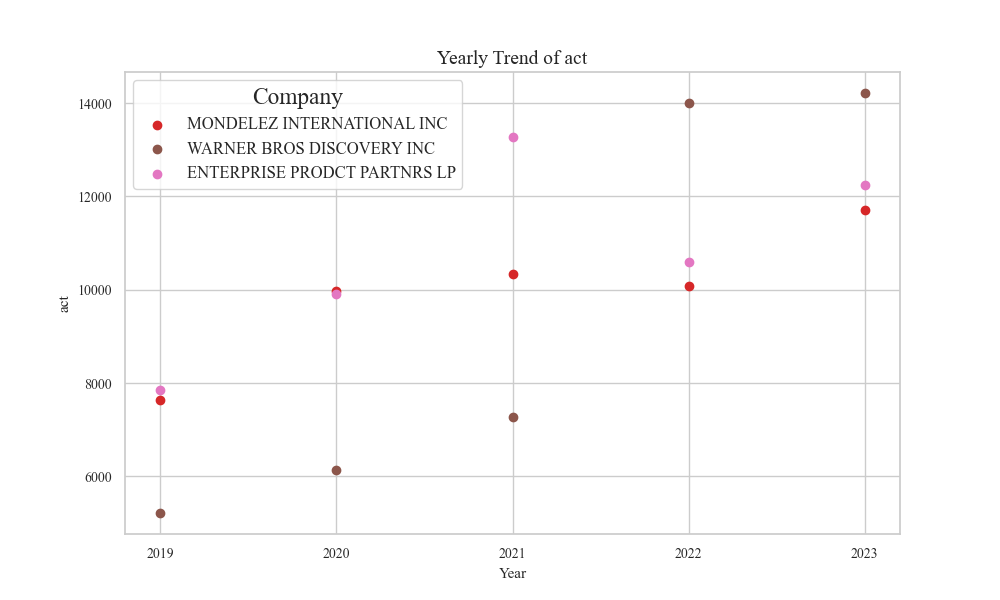 Yearly Trend of act
Company
MONDELEZ INTERNATIONAL INC
WARNER BROS DISCOVERY INC
ENTERPRISE PRODCT PARTNRS LP
14000
12000
10000
8000
6000
act
2019 2020 2021 2022 2023
Year